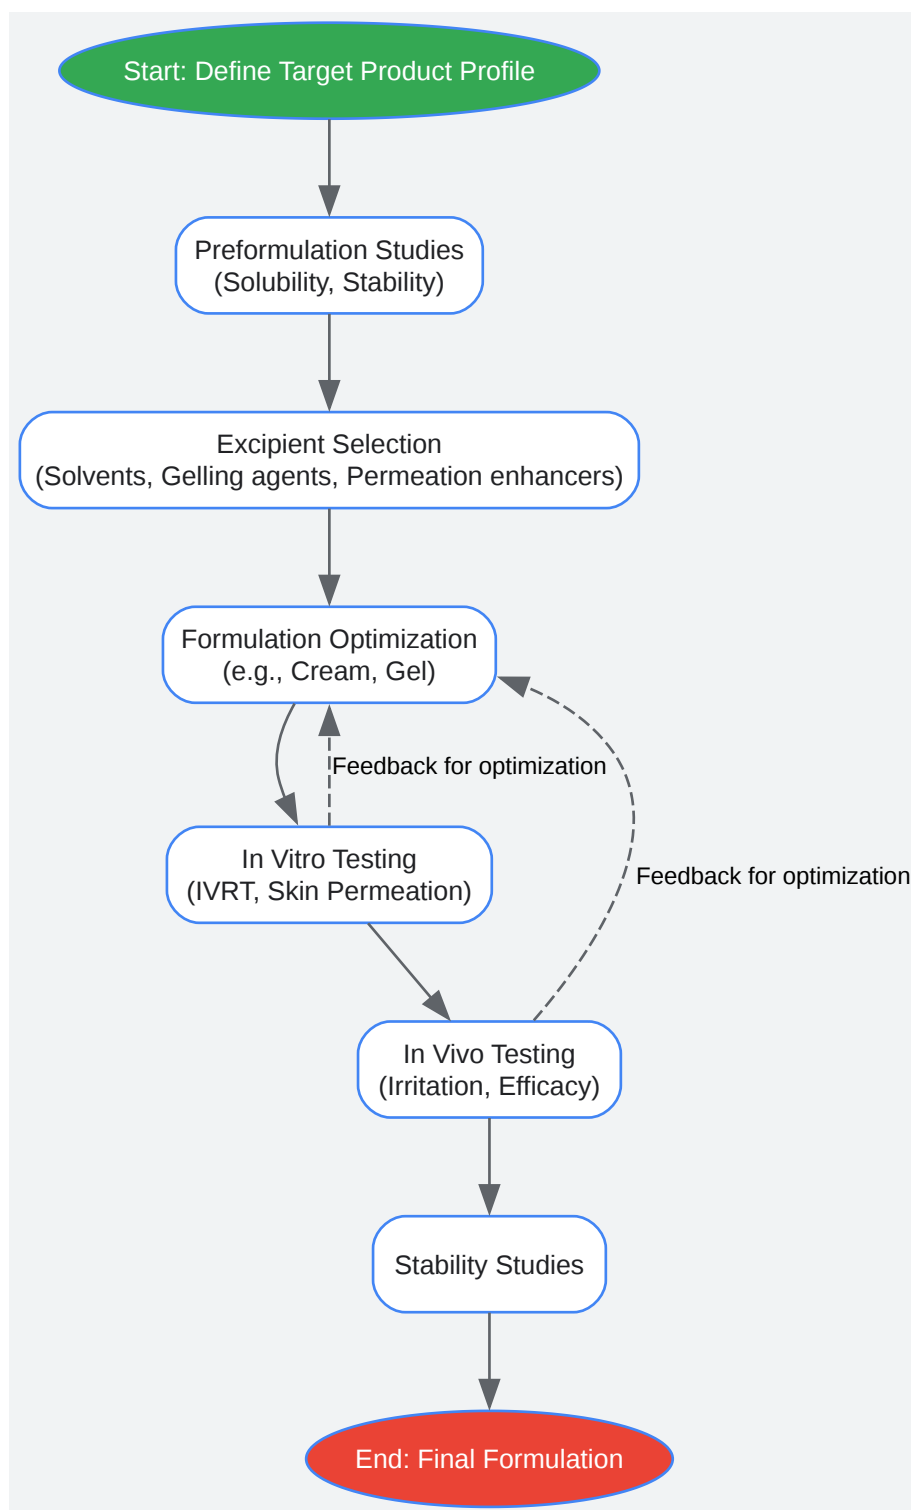 Start: Define Target Product Profile
Preformulation Studies
(Solubility, Stability)
Excipient Selection
(Solvents, Gelling agents, Permeation enhancers)
Formulation Optimization
(e.g., Cream, Gel)
Feedback for optimization
In Vitro Testing
(IVRT, Skin Permeation)
Feedback for optimization
In Vivo Testing
(Irritation, Efficacy)
Stability Studies
End: Final Formulation